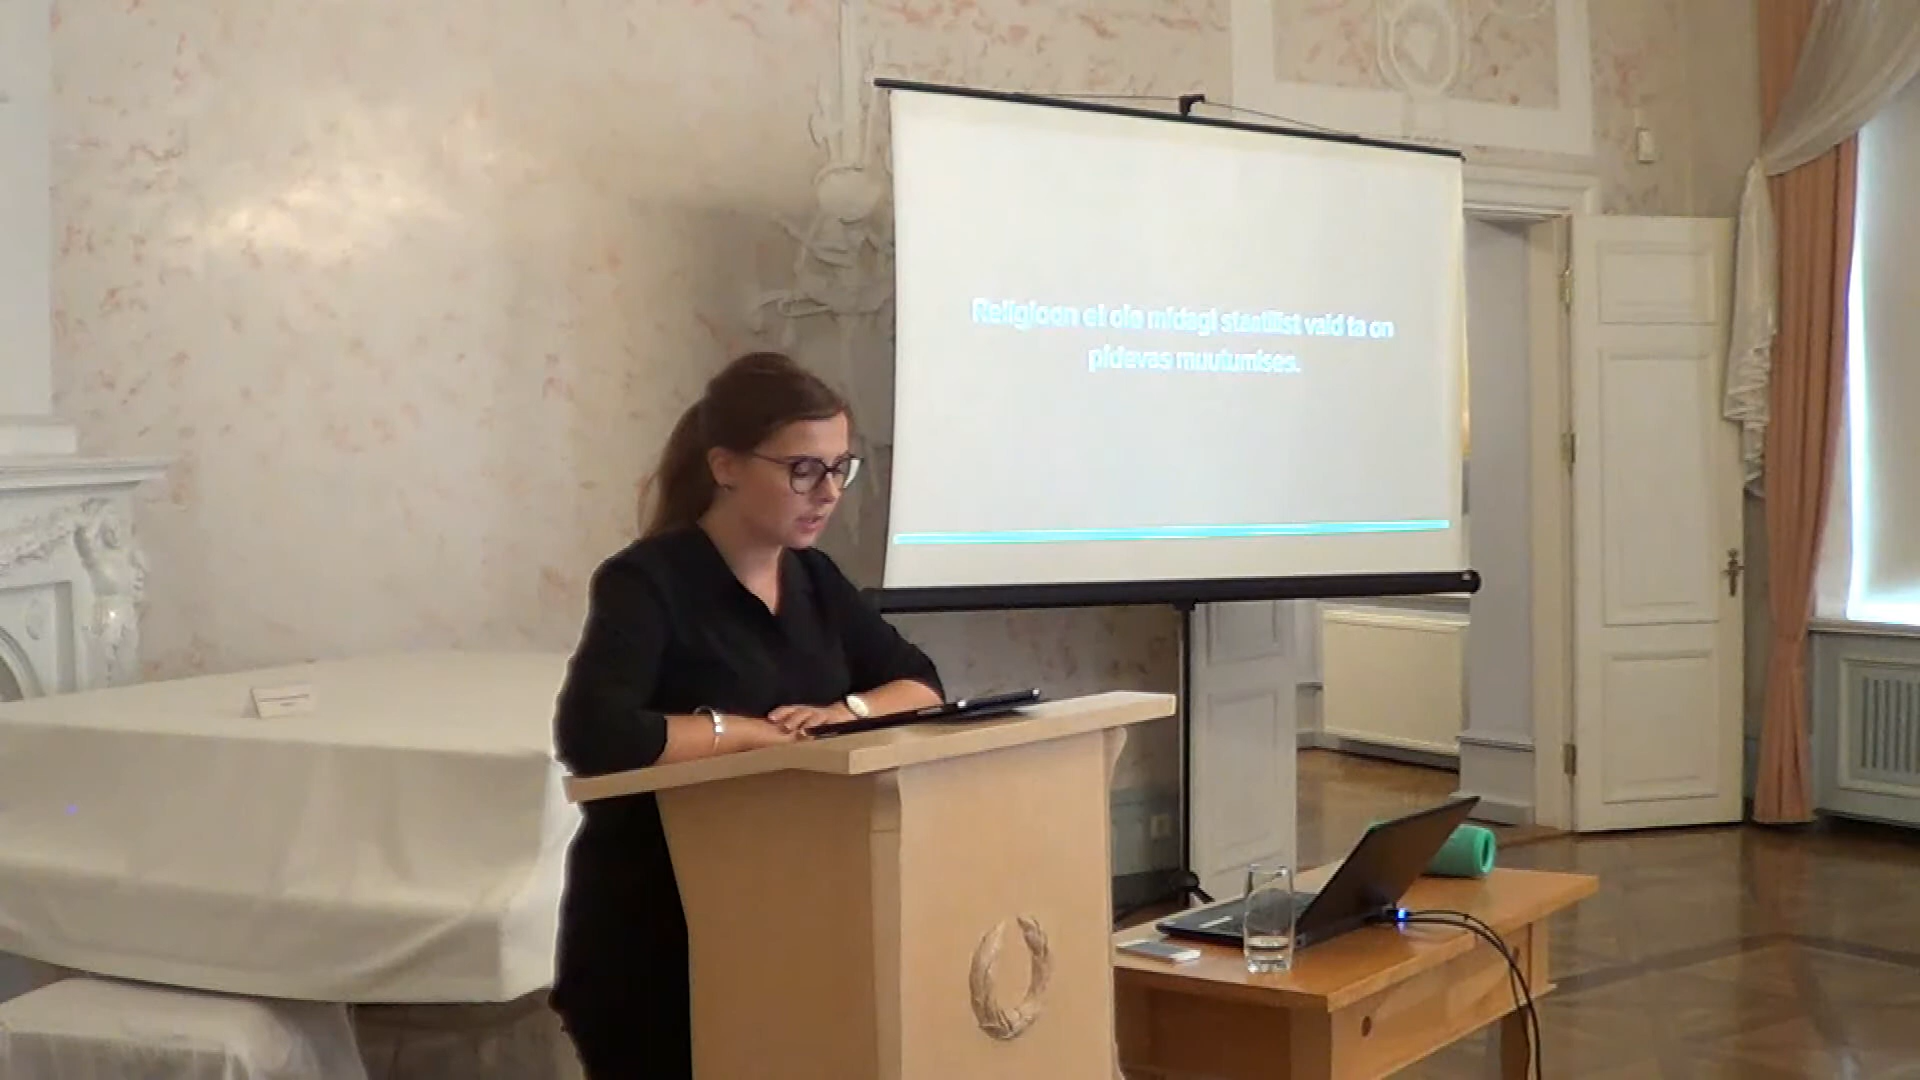 Religioon ei ole midagi staatilist vaid ta on
pidevas muutumises.